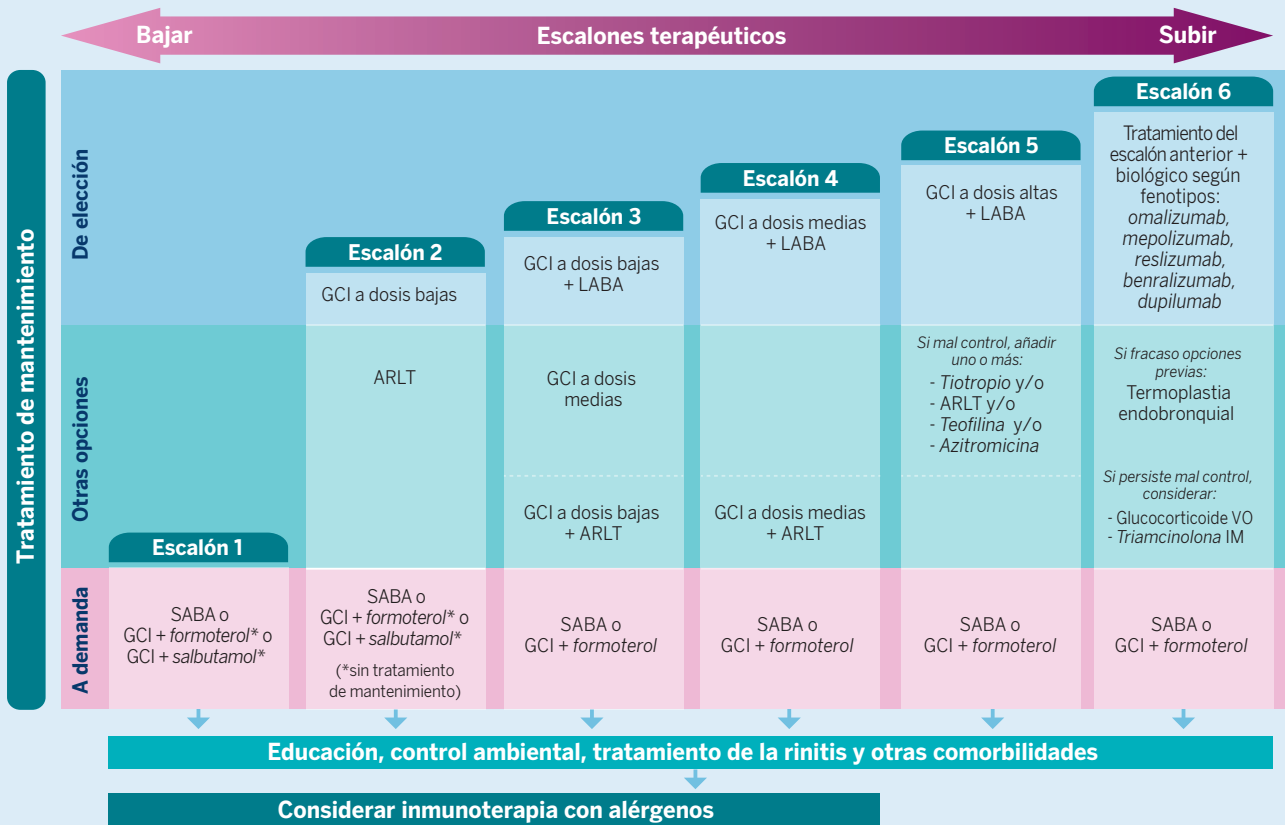 Bajar
Escalones terapéuticos
Subir
Tratamiento de mantenimiento
De elección
Escalón 2
GCI a dosis bajas
Escalón 3
GCI a dosis bajas
+ LABA
Escalón 4
GCI a dosis medias
+ LABA
Escalón 5
GCI a dosis altas
+ LABA
Escalón 6
Tratamiento del
escalón anterior +
biológico según
fenotipos:
omalizumab,
mepolizumab,
reslizumab,
benralizumab,
dupilumab
Otras opciones
ARLT
GCI a dosis
medias
GCI a dosis bajas
+ ARLT
GCI a dosis medias
+ ARLT
Si mal control, añadir
uno o más:
- Tiotropio y/o
- ARLT y/o
- Teofilina y/o
- Azitromicina
Si fracaso opciones
previas:
Termoplastia
endobronquial
Si persiste mal control,
considerar:
- Glucocorticoide VO
- Triamcinolona IM
A demanda
Escalón 1
SABA o
GCI + formoterol* o
GCI + salbutamol*
SABA o
GCI + formoterol* o
GCI + salbutamol*
(*sin tratamiento
de mantenimiento)
SABA o
GCI + formoterol
SABA o
GCI + formoterol
SABA o
GCI + formoterol
SABA o
GCI + formoterol
Educación, control ambiental, tratamiento de la rinitis y otras comorbilidades
Considerar inmunoterapia con alérgenos